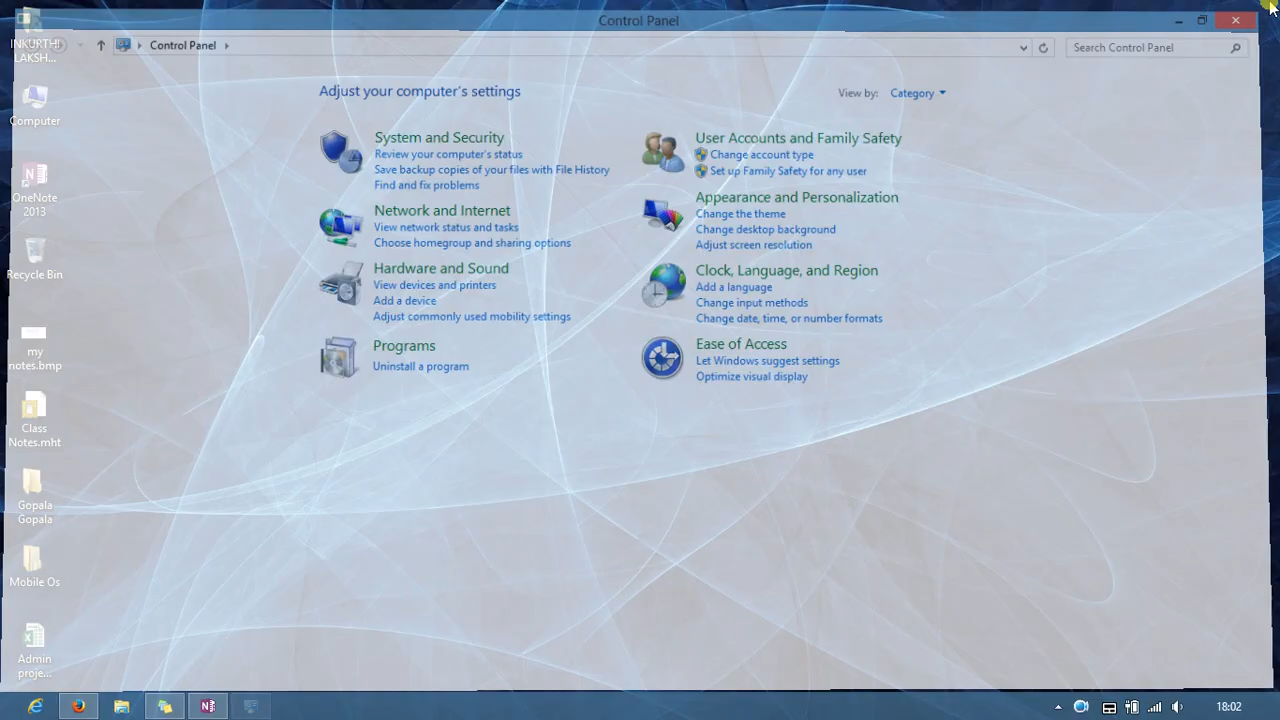 Control Panel
Control Panel
Search Control Panel
Adjust your computer's settings
View by: Category
System and Security
Review your computer's status
Save backup copies of your files with File History
Find and fix problems
Network and Internet
View network status and tasks
Choose homegroup and sharing options
Hardware and Sound
View devices and printers
Add a device
Adjust commonly used mobility settings
Programs
Uninstall a program
User Accounts and Family Safety
Change account type
Set up Family Safety for any user
Appearance and Personalization
Change the theme
Change desktop background
Adjust screen resolution
Clock, Language, and Region
Add a language
Change input methods
Change date, time, or number formats
Ease of Access
Let Windows suggest settings
Optimize visual display
INKURTHI
LAKSH...
Computer
OneNote
2013
Recycle Bin
my
notes.bmp
Class
Notes.mht
Gopala
Gopala
Mobile Os
Admin
proje...
18:02